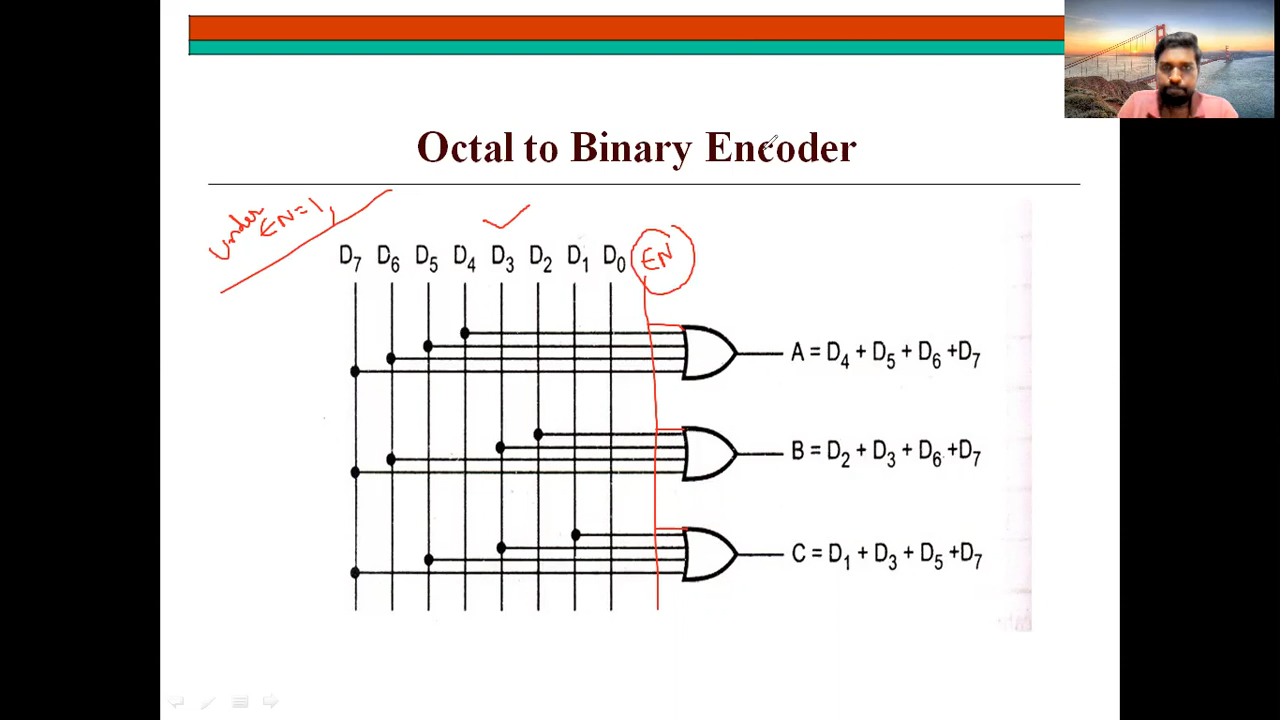 Octal to Binary Encoder
Under
EN=1,
D₇ D₆ D₅ D₄ D₃ D₂ D₁ D₀ EN
A = D₄ + D₅ + D₆ +D₇
B = D₂ + D₃ + D₆ +D₇
C = D₁ + D₃ + D₅ +D₇